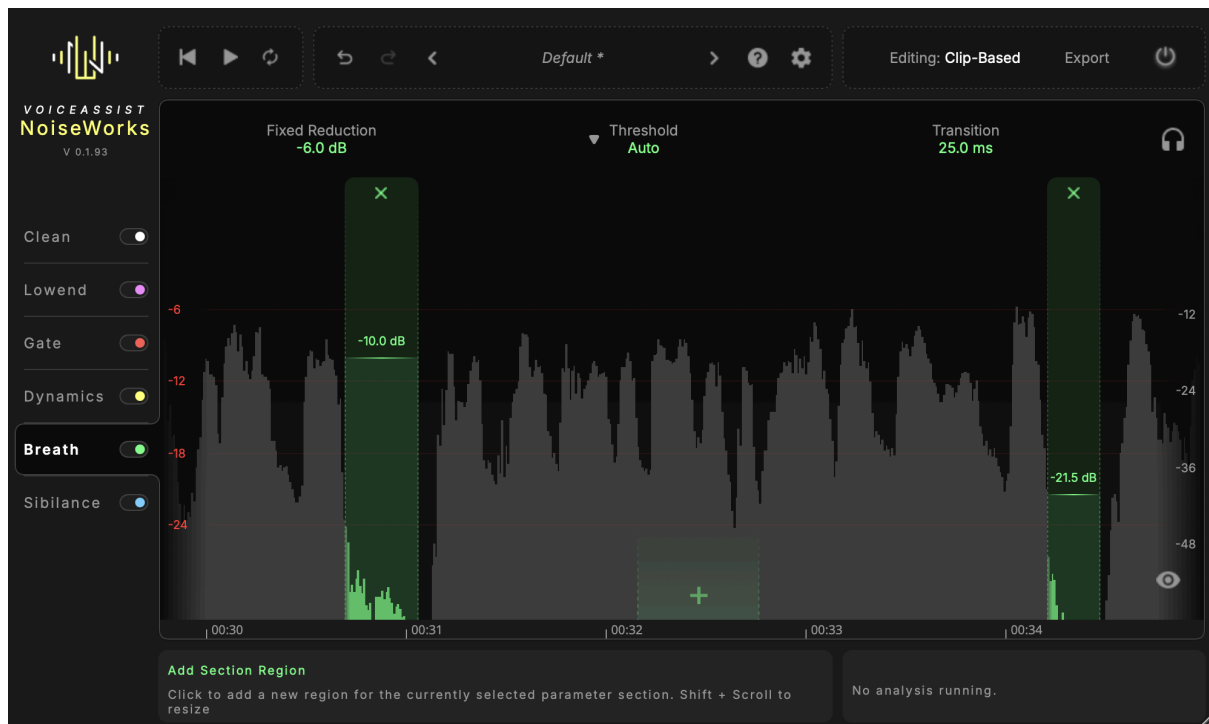 VOICEASSIST
NoiseWorks
V 0.1.93
Default *
Editing: Clip-Based
Export
Fixed Reduction
-6.0 dB
Threshold
Auto
Transition
25.0 ms
Clean
Lowend
Gate
Dynamics
Breath
Sibilance
-6
-12
-18
-24
-10.0 dB
-21.5 dB
-12
-24
-36
-48
00:30
00:31
00:32
00:33
00:34
Add Section Region
Click to add a new region for the currently selected parameter section. Shift + Scroll to
resize
No analysis running.